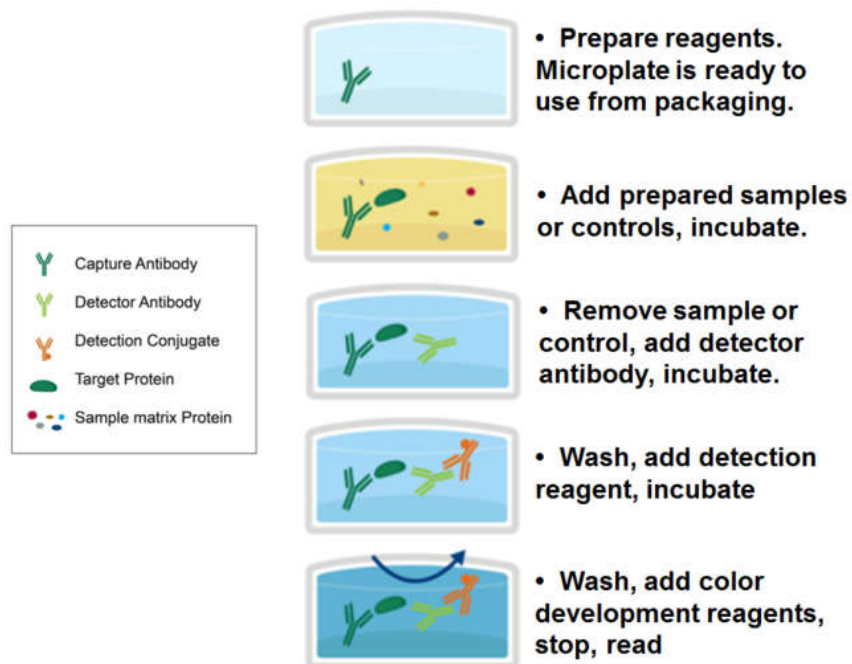 • Prepare reagents.
Microplate is ready to
use from packaging.
• Add prepared samples
or controls, incubate.
Capture Antibody
Detector Antibody
Detection Conjugate
Target Protein
Sample matrix Protein
• Remove sample or
control, add detector
antibody, incubate.
• Wash, add detection
reagent, incubate
• Wash, add color
development reagents,
stop, read